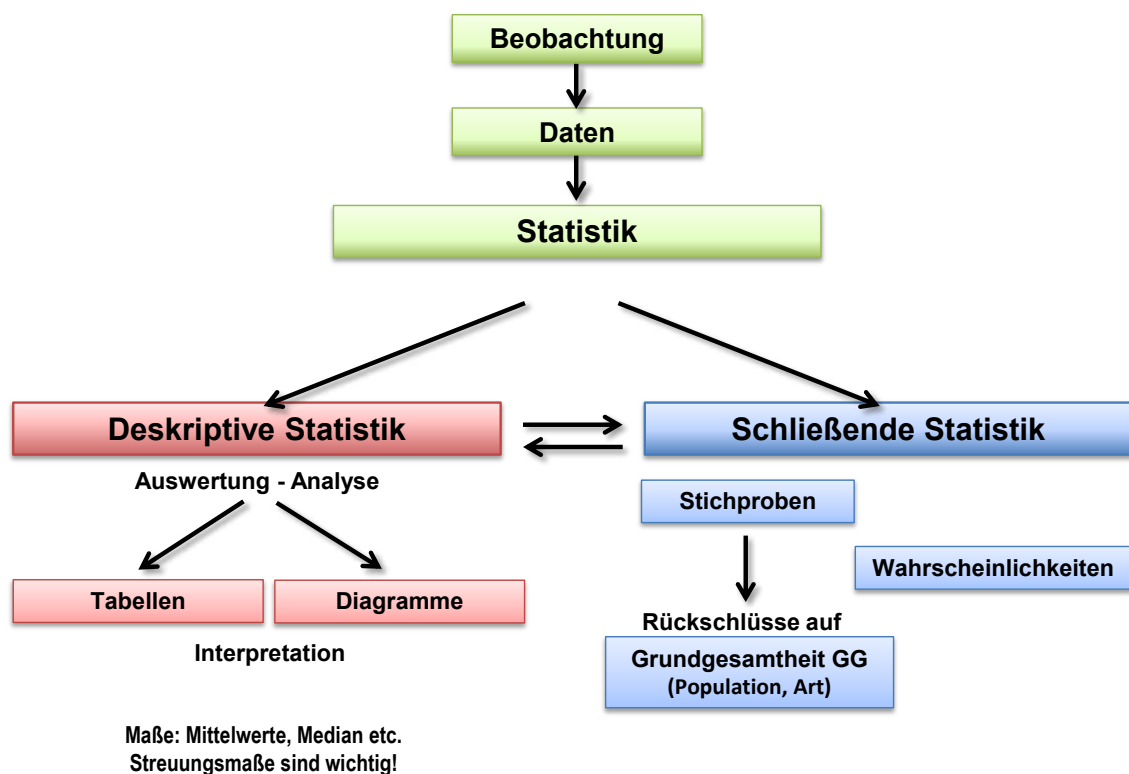 Beobachtung
Daten
Statistik
Deskriptive Statistik
Schließende Statistik
Auswertung - Analyse
Stichproben
Wahrscheinlichkeiten
Tabellen
Diagramme
Rückschlüsse auf
Interpretation
Grundgesamtheit GG
(Population, Art)
Maße: Mittelwerte, Median etc.
Streuungsmaße sind wichtig!